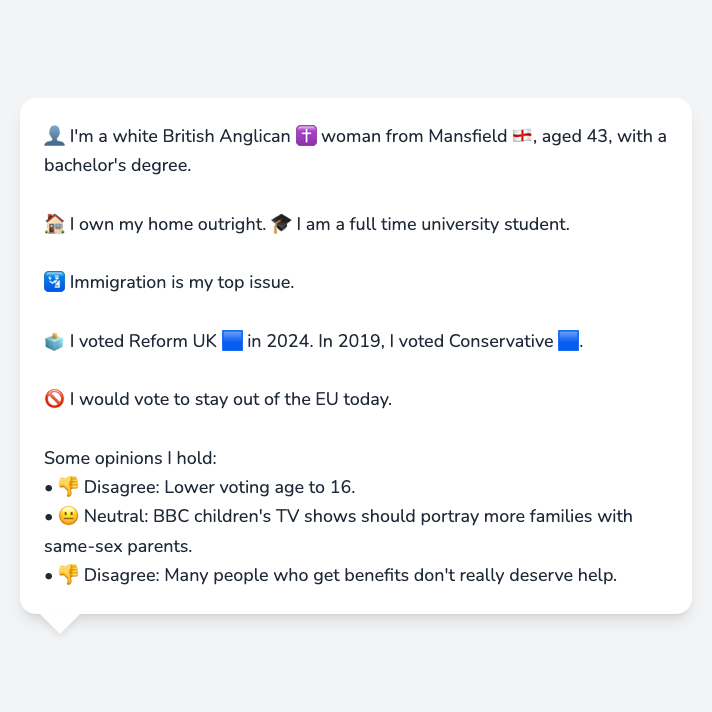 👤 I'm a white British Anglican ✝️ woman from Mansfield 🏴󠁧󠁢󠁥󠁮󠁧󠁿, aged 43, with a
bachelor's degree.
🏠 I own my home outright. 🎓 I am a full time university student.
🛂 Immigration is my top issue.
🗳️ I voted Reform UK 🟦 in 2024. In 2019, I voted Conservative 🟦.
🚫 I would vote to stay out of the EU today.
Some opinions I hold:
• 👎 Disagree: Lower voting age to 16.
• 😐 Neutral: BBC children's TV shows should portray more families with
same-sex parents.
• 👎 Disagree: Many people who get benefits don't really deserve help.